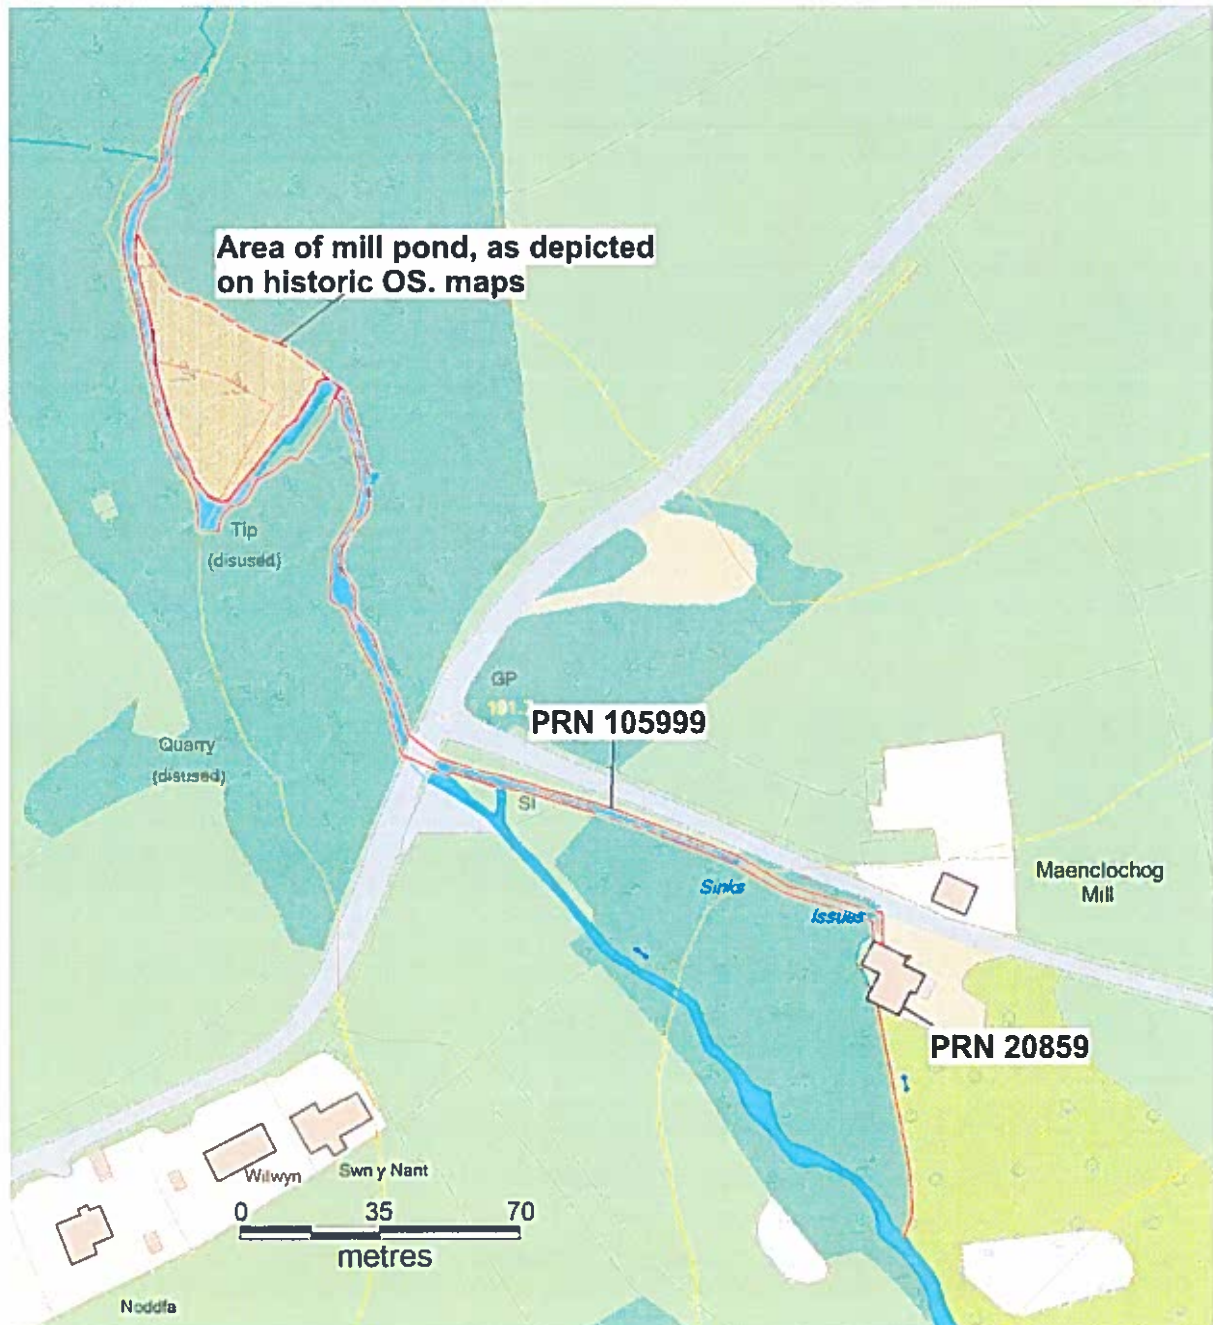 Area of mill pond, as depicted
on historic OS. maps
Tip
(disused)
GP
PRN 105999
Quarry
(disused)
SI
Sinks
Issues
Maenclochog
Mill
PRN 20859
Wilwyn
Swn y Nant
0 35 70
metres
Noddfa